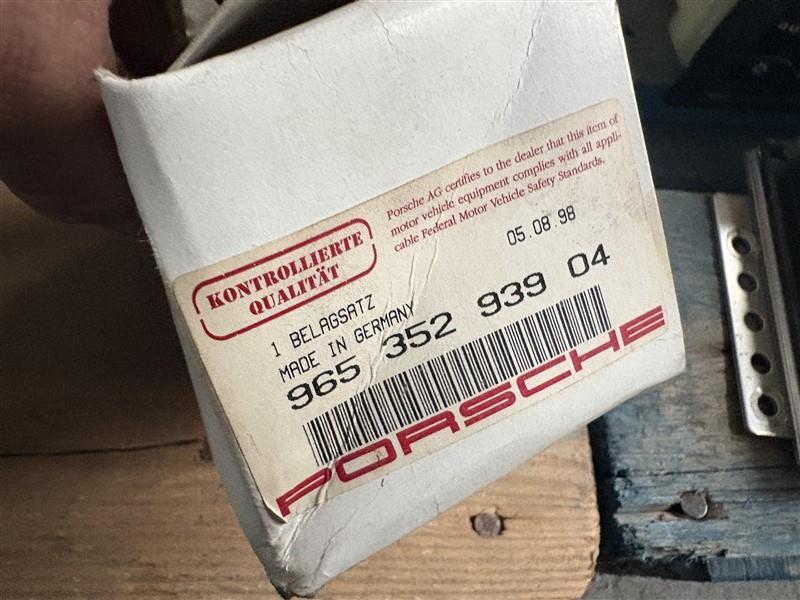 KONTROLLIERTE
QUALITÄT
Porsche AG certifies to the dealer that this item of
motor vehicle equipment complies with all appli-
cable Federal Motor Vehicle Safety Standards.
05.08.98
1 BELAGSATZ
MADE IN GERMANY
965 352 939 04
PORSCHE